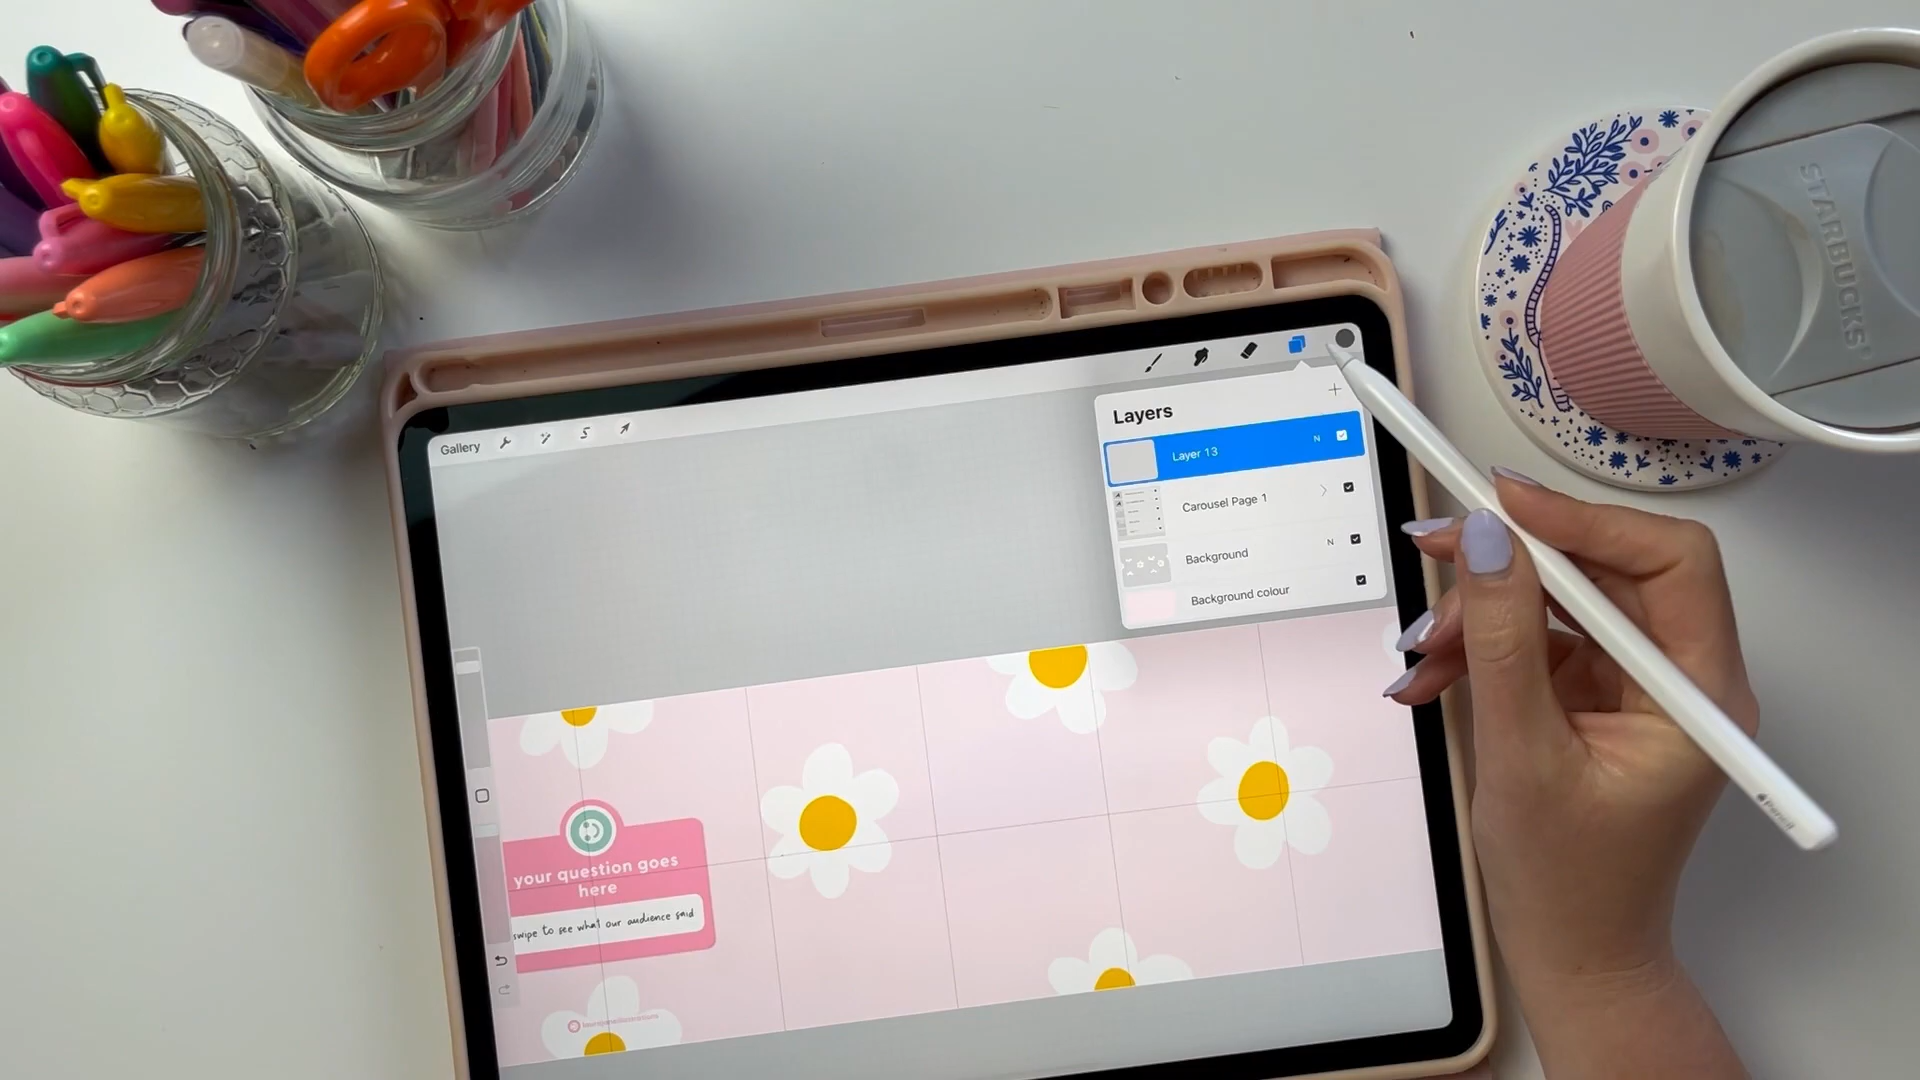 STARBUCKS
Gallery
Layers
Layer 13
N
Carousel Page 1
Background
N
Background colour
your question goes
here
swipe to see what our audience said
Pencil